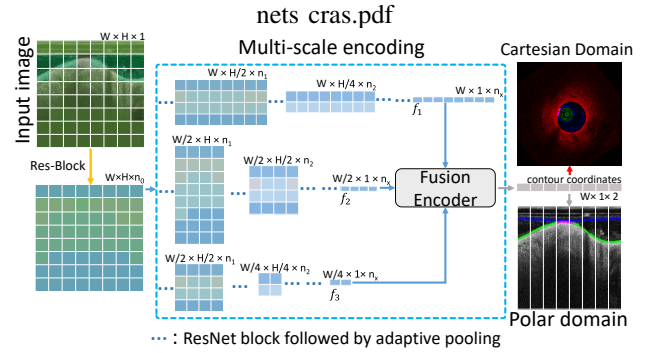 nets cras.pdf
Input image
W × H × 1
Res-Block
W×H×n0
Multi-scale encoding
W × H/2 × n1
W × H/4 × n2
W × 1 × nx
f1
W/2 × H × n1
W/2 × H/2 × n2
W/2 × 1 × nx
f2
W/2 × H/2 × n1
W/4 × H/4 × n2
W/4 × 1× nx
f3
Fusion
Encoder
Cartesian Domain
contour coordinates
W× 1× 2
Polar domain
: ResNet block followed by adaptive pooling